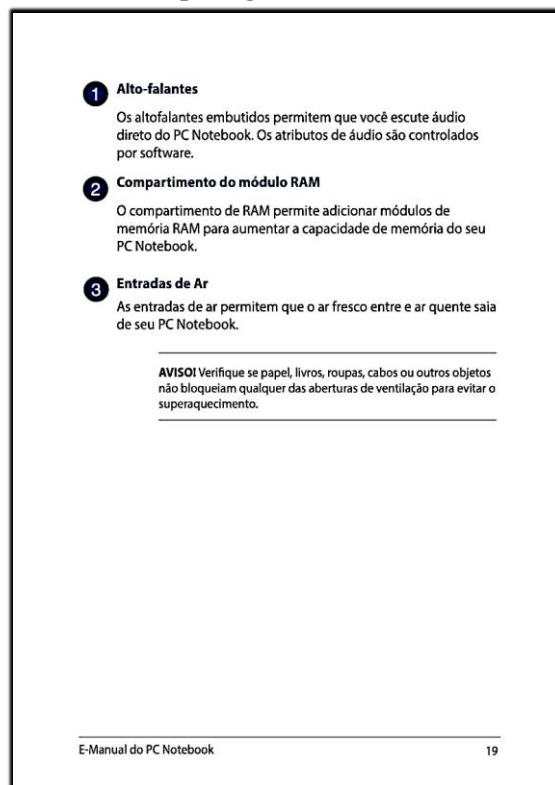 1 Alto-falantes
Os altofalantes embutidos permitem que você escute áudio
direto do PC Notebook. Os atributos de áudio são controlados
por software.
2 Compartimento do módulo RAM
O compartimento de RAM permite adicionar módulos de
memória RAM para aumentar a capacidade de memória do seu
PC Notebook.
3 Entradas de Ar
As entradas de ar permitem que o ar fresco entre e ar quente saia
de seu PC Notebook.
AVISO! Verifique se papel, livros, roupas, cabos ou outros objetos
não bloqueiam qualquer das aberturas de ventilação para evitar o
superaquecimento.
E-Manual do PC Notebook 19